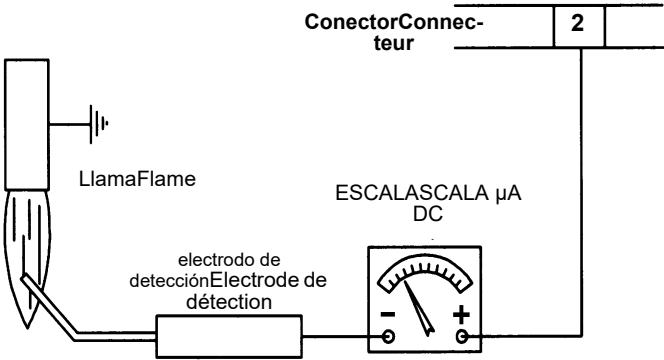 ConectorConnec-
teur
2
LlamaFlame
ESCALASCALA µA
DC
electrodo de
detecciónElectrode de
détection
- +